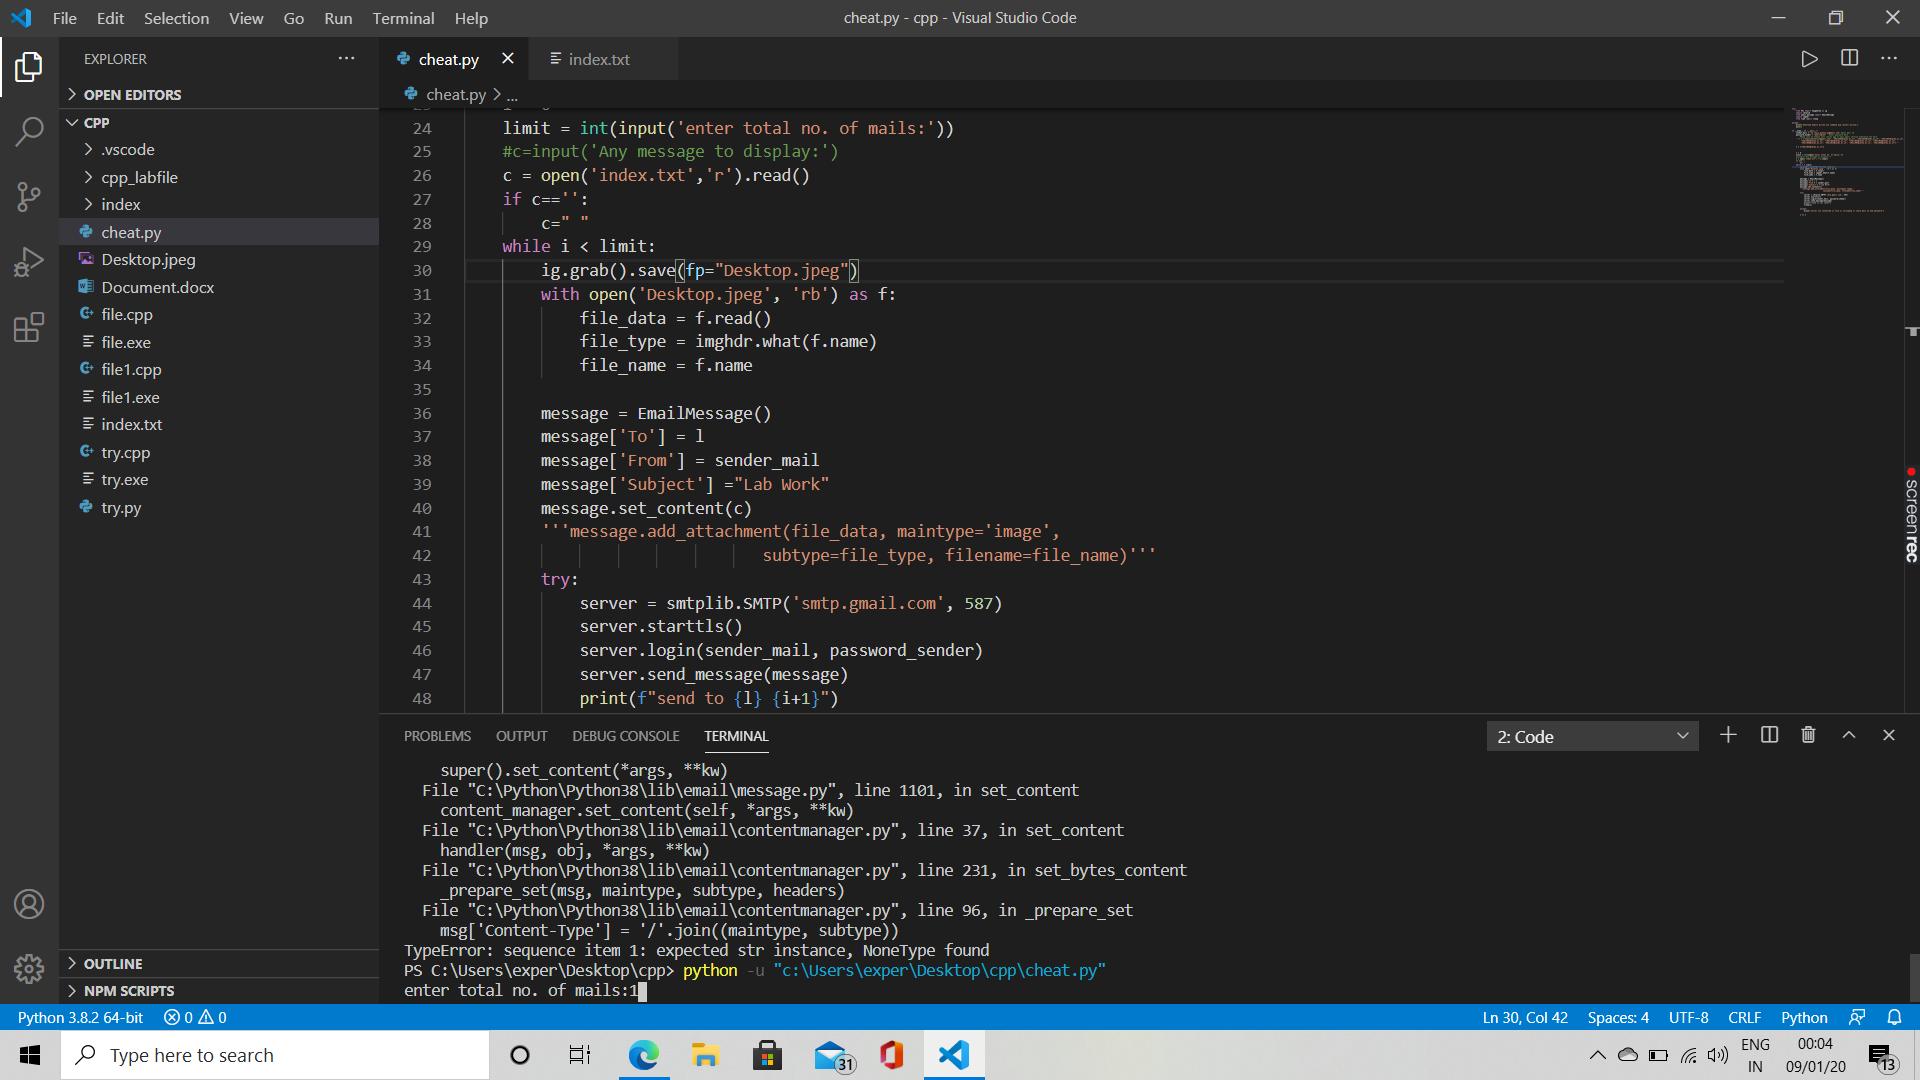 File Edit Selection View Go Run Terminal Help
cheat.py - cpp - Visual Studio Code
EXPLORER
OPEN EDITORS
CPP
.vscode
cpp_labfile
index
cheat.py
Desktop.jpeg
Document.docx
file.cpp
file.exe
file1.cpp
file1.exe
index.txt
try.cpp
try.exe
try.py
OUTLINE
NPM SCRIPTS
cheat.py
index.txt
cheat.py > ...
24 limit = int(input('enter total no. of mails:'))
25 #c=input('Any message to display:')
26 c = open('index.txt','r').read()
27 if c=='':
28 c=" "
29 while i < limit:
30 ig.grab().save(fp="Desktop.jpeg")
31 with open('Desktop.jpeg', 'rb') as f:
32 file_data = f.read()
33 file_type = imghdr.what(f.name)
34 file_name = f.name
35
36 message = EmailMessage()
37 message['To'] = l
38 message['From'] = sender_mail
39 message['Subject'] ="Lab Work"
40 message.set_content(c)
41 '''message.add_attachment(file_data, maintype='image',
42 subtype=file_type, filename=file_name)'''
43 try:
44 server = smtplib.SMTP('smtp.gmail.com', 587)
45 server.starttls()
46 server.login(sender_mail, password_sender)
47 server.send_message(message)
48 print(f"send to {l} {i+1}")
screenrec
PROBLEMS OUTPUT DEBUG CONSOLE TERMINAL
2: Code
super().set_content(*args, **kw)
File "C:\Python\Python38\lib\email\message.py", line 1101, in set_content
content_manager.set_content(self, *args, **kw)
File "C:\Python\Python38\lib\email\contentmanager.py", line 37, in set_content
handler(msg, obj, *args, **kw)
File "C:\Python\Python38\lib\email\contentmanager.py", line 231, in set_bytes_content
_prepare_set(msg, maintype, subtype, headers)
File "C:\Python\Python38\lib\email\contentmanager.py", line 96, in _prepare_set
msg['Content-Type'] = '/'.join((maintype, subtype))
TypeError: sequence item 1: expected str instance, NoneType found
PS C:\Users\exper\Desktop\cpp> python -u "c:\Users\exper\Desktop\cpp\cheat.py"
enter total no. of mails:1
Python 3.8.2 64-bit 0 0
Ln 30, Col 42 Spaces: 4 UTF-8 CRLF Python
Type here to search
31
ENG
IN
00:04
09/01/20
13